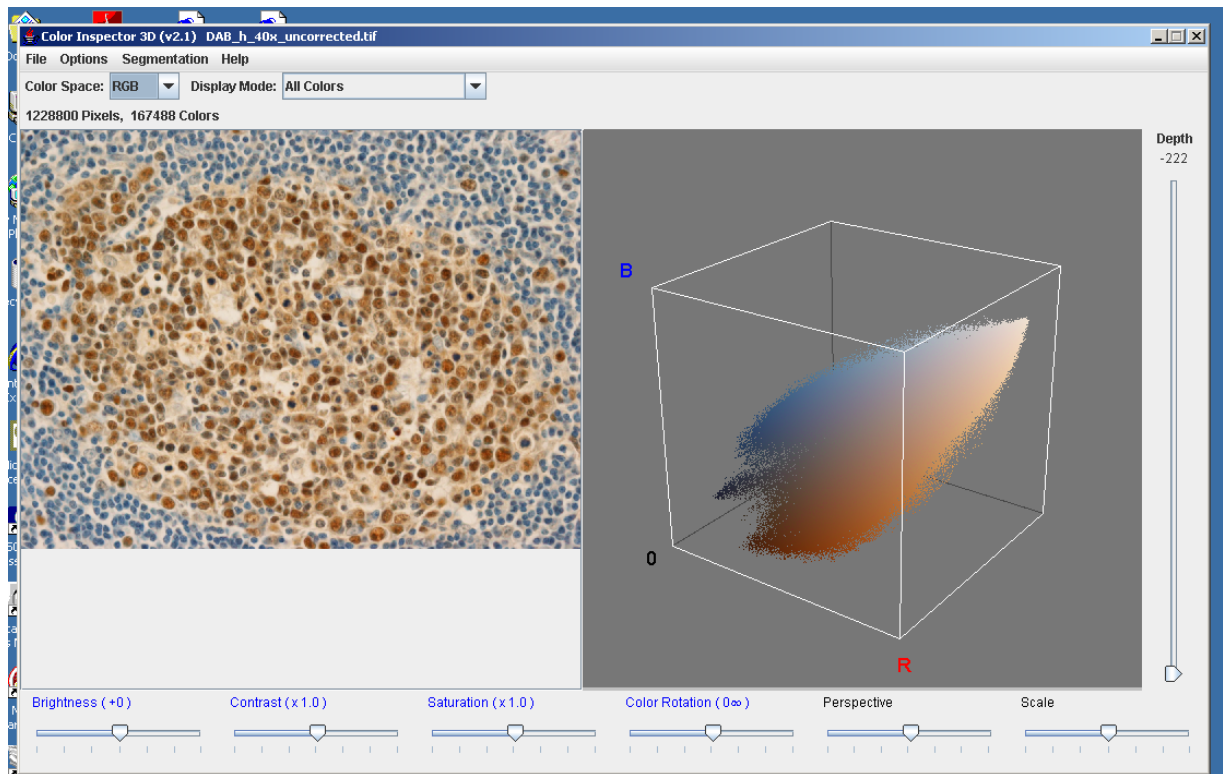 Color Inspector 3D (v2.1) DAB_h_40x_uncorrected.tif
File Options Segmentation Help
Color Space: RGB Display Mode: All Colors
1228800 Pixels, 167488 Colors
Depth
-222
B
0
R
Brightness ( +0 ) Contrast ( x 1.0 ) Saturation ( x 1.0 ) Color Rotation ( 0∞ ) Perspective Scale